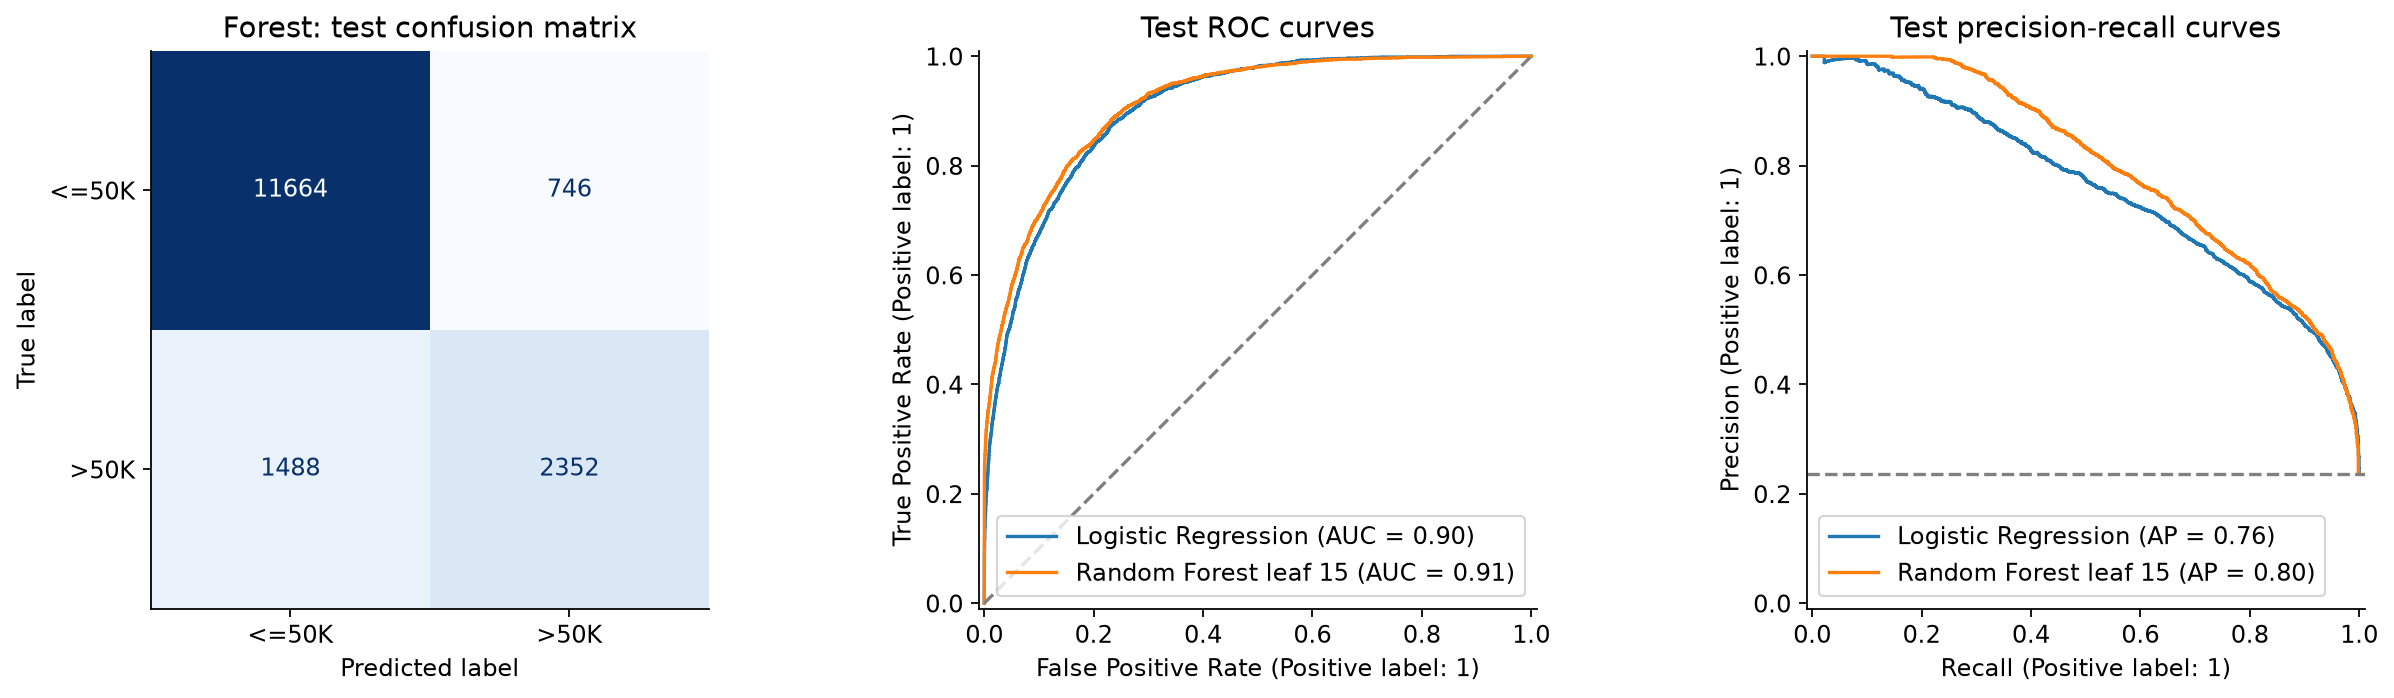 Forest: test confusion matrix
True label
<=50K
>50K
11664
746
1488
2352
<=50K
>50K
Predicted label
Test ROC curves
True Positive Rate (Positive label: 1)
1.0
0.8
0.6
0.4
0.2
0.0
Logistic Regression (AUC = 0.90)
Random Forest leaf 15 (AUC = 0.91)
0.0
0.2
0.4
0.6
0.8
1.0
False Positive Rate (Positive label: 1)
Test precision-recall curves
Precision (Positive label: 1)
1.0
0.8
0.6
0.4
0.2
0.0
Logistic Regression (AP = 0.76)
Random Forest leaf 15 (AP = 0.80)
0.0
0.2
0.4
0.6
0.8
1.0
Recall (Positive label: 1)